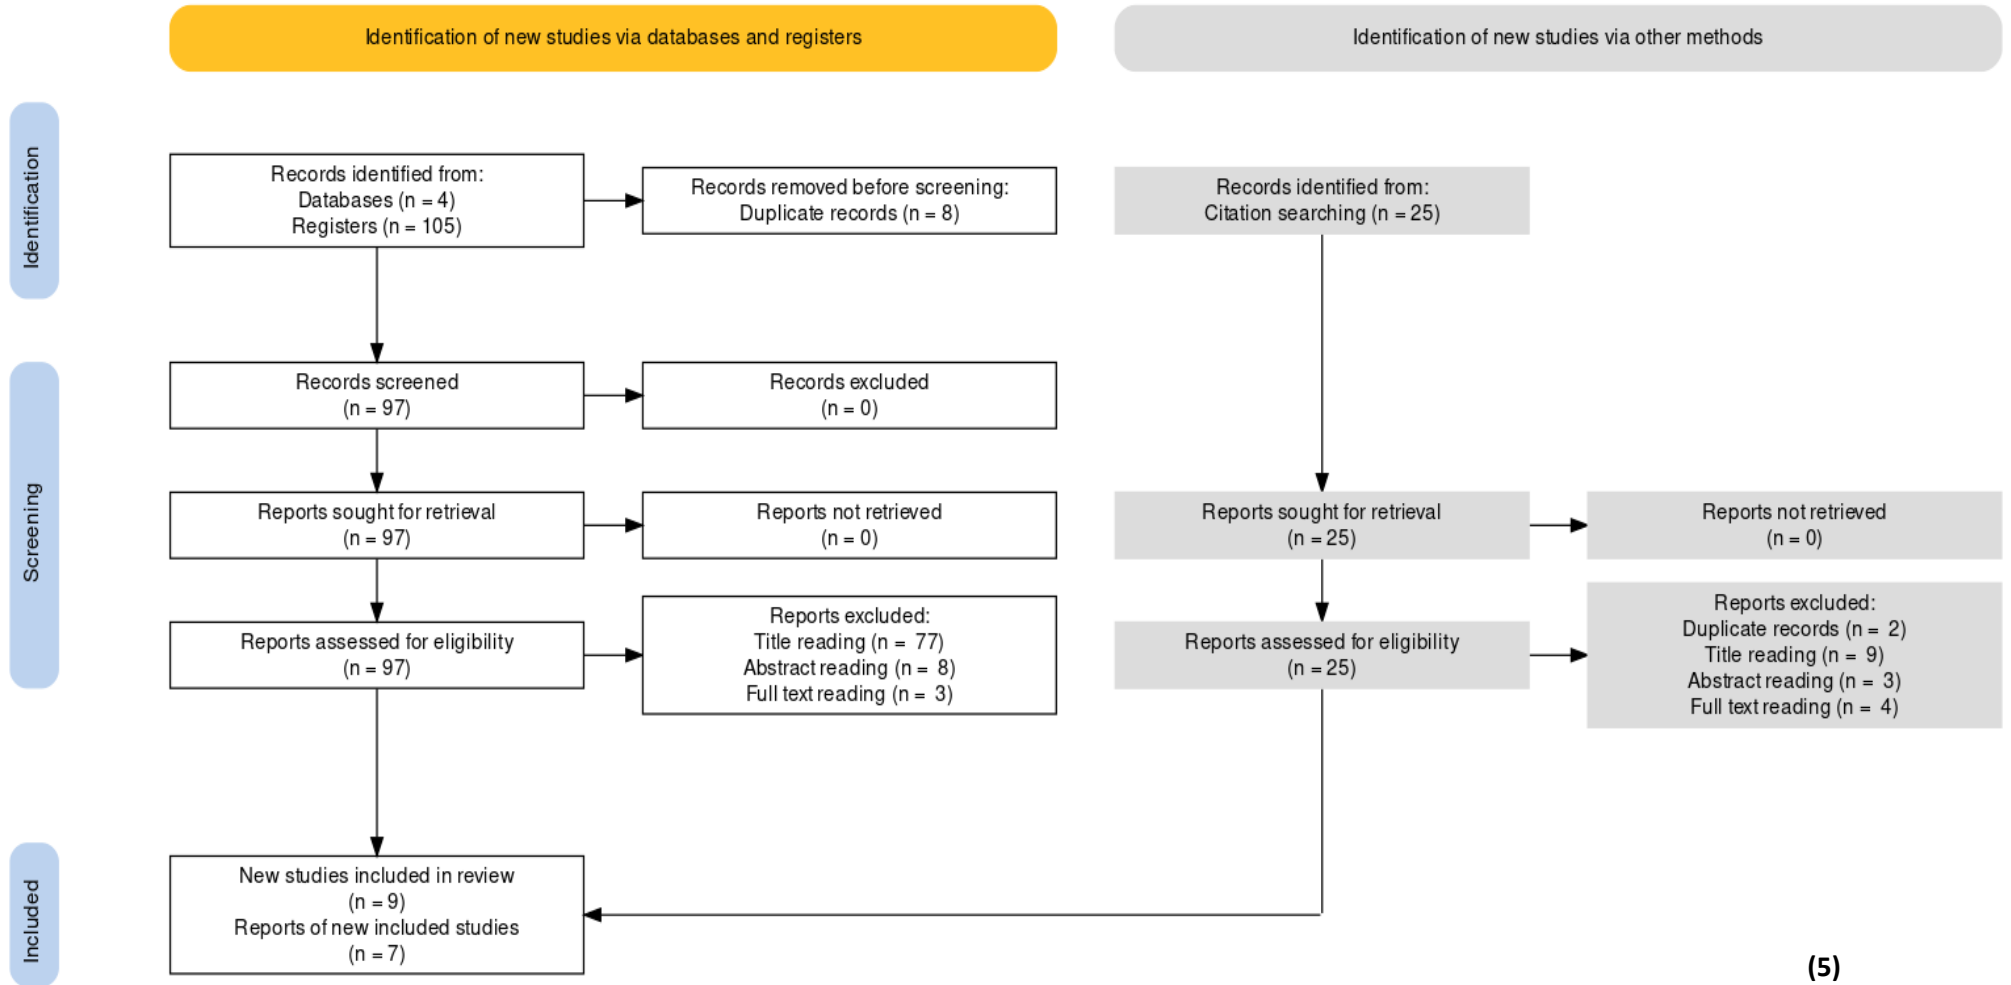 Identification of new studies via databases and registers
Identification of new studies via other methods
Identification
Records identified from:
Databases (n = 4)
Registers (n = 105)
Records removed before screening:
Duplicate records (n = 8)
Records identified from:
Citation searching (n = 25)
Screening
Records screened
(n = 97)
Records excluded
(n = 0)
Reports sought for retrieval
(n = 97)
Reports not retrieved
(n = 0)
Reports sought for retrieval
(n = 25)
Reports not retrieved
(n = 0)
Reports assessed for eligibility
(n = 97)
Reports excluded:
Title reading (n = 77)
Abstract reading (n = 8)
Full text reading (n = 3)
Reports assessed for eligibility
(n = 25)
Reports excluded:
Duplicate records (n = 2)
Title reading (n = 9)
Abstract reading (n = 3)
Full text reading (n = 4)
Included
New studies included in review
(n = 9)
Reports of new included studies
(n = 7)
(5)